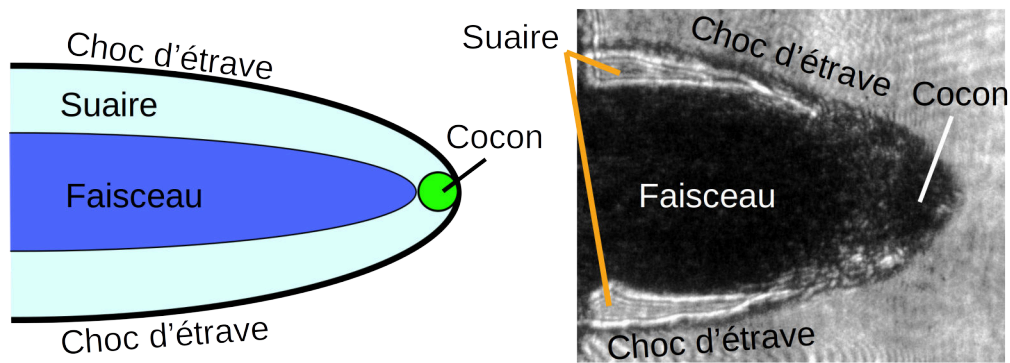 Choc d'étrave
Suaire
Cocon
Faisceau
Choc d'étrave
Suaire
Choc d'étrave
Cocon
Faisceau
Choc d'étrave